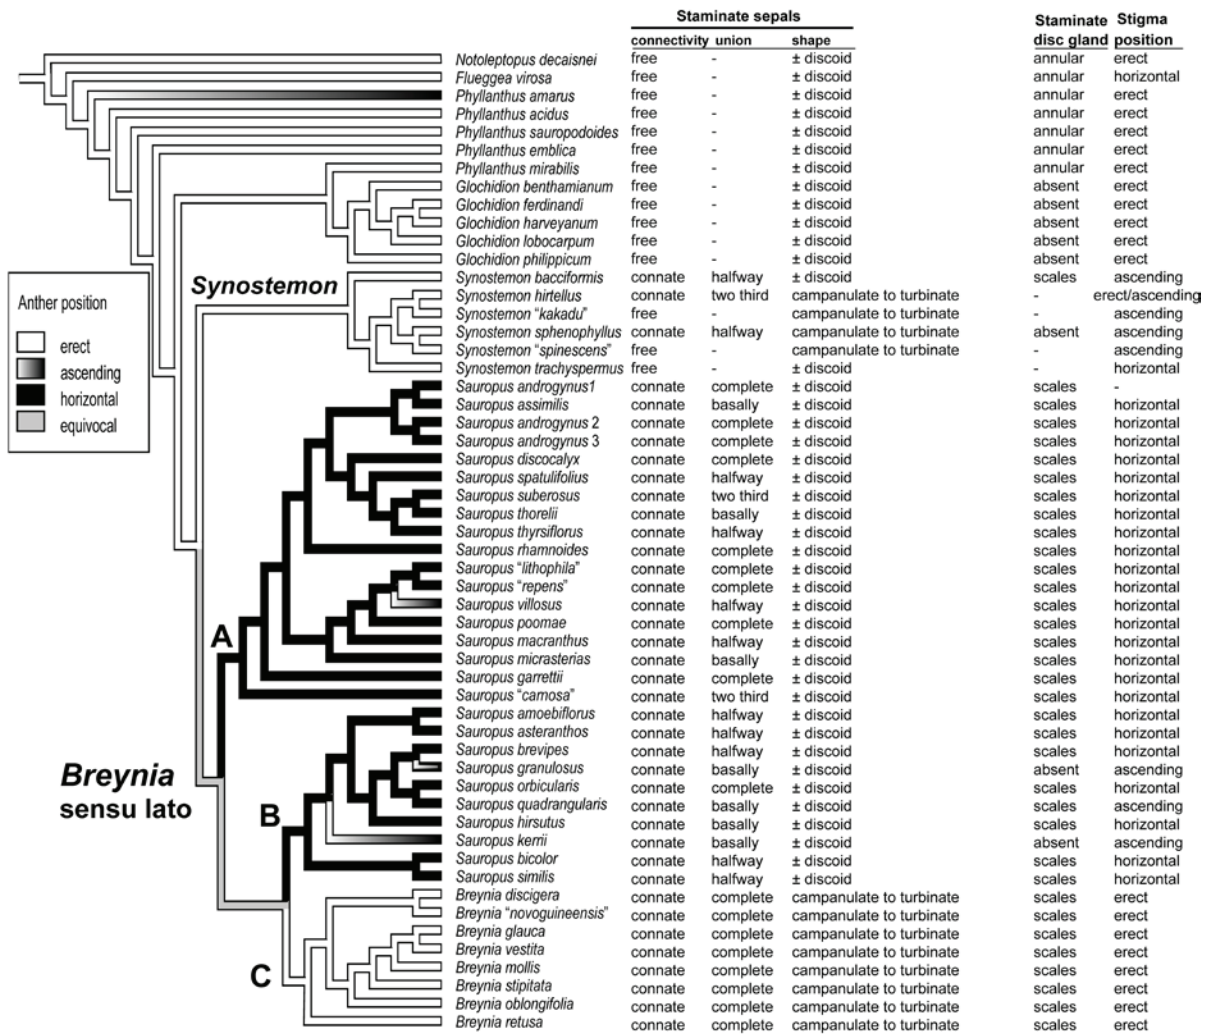 Staminate sepals
Staminate Stigma
connectivity union shape disc gland position
Notoleptopus decaisnei free - ± discoid annular erect
Flueggea virosa free - ± discoid annular horizontal
Phyllanthus amarus free - ± discoid annular erect
Phyllanthus acidus free - ± discoid annular erect
Phyllanthus sauropodoides free - ± discoid annular erect
Phyllanthus emblica free - ± discoid annular erect
Phyllanthus mirabilis free - ± discoid annular erect
Glochidion benthamianum free - ± discoid absent erect
Glochidion ferdinandi free - ± discoid absent erect
Glochidion harveyanum free - ± discoid absent erect
Glochidion lobocarpum free - ± discoid absent erect
Glochidion philippicum free - ± discoid absent erect
Synostemon
Synostemon bacciformis connate halfway ± discoid scales ascending
Synostemon hirtellus connate two third campanulate to turbinate - erect/ascending
Synostemon "kakadu" free - campanulate to turbinate - ascending
Synostemon sphenophyllus connate halfway campanulate to turbinate absent ascending
Synostemon "spinescens" free - campanulate to turbinate - ascending
Synostemon trachyspermus free - ± discoid - horizontal
Anther position
erect
ascending
horizontal
equivocal
Sauropus androgynus1 connate complete ± discoid scales -
Sauropus assimilis connate basally ± discoid scales horizontal
Sauropus androgynus 2 connate complete ± discoid scales horizontal
Sauropus androgynus 3 connate complete ± discoid scales horizontal
Sauropus discocalyx connate complete ± discoid scales horizontal
Sauropus spatulifolius connate halfway ± discoid scales horizontal
Sauropus suberosus connate two third ± discoid scales horizontal
Sauropus thorelii connate basally ± discoid scales horizontal
Sauropus thyrsiflorus connate halfway ± discoid scales horizontal
Sauropus rhamnoides connate complete ± discoid scales horizontal
Sauropus "lithophila" connate complete ± discoid scales horizontal
Sauropus "repens" connate complete ± discoid scales horizontal
Sauropus villosus connate halfway ± discoid scales horizontal
Sauropus poomae connate complete ± discoid scales horizontal
A
Sauropus macranthus connate halfway ± discoid scales horizontal
Sauropus micrasterias connate basally ± discoid scales horizontal
Sauropus garrettii connate complete ± discoid scales horizontal
Sauropus "carnosa" connate two third ± discoid scales horizontal
Sauropus amoebiflorus connate halfway ± discoid scales horizontal
Sauropus asteranthos connate halfway ± discoid scales horizontal
Sauropus brevipes connate halfway ± discoid scales horizontal
Sauropus granulosus connate basally ± discoid absent ascending
Breynia
sensu lato
Sauropus orbicularis connate complete ± discoid scales horizontal
Sauropus quadrangularis connate basally ± discoid scales ascending
B
Sauropus hirsutus connate basally ± discoid scales horizontal
Sauropus kerrii connate basally ± discoid absent ascending
Sauropus bicolor connate halfway ± discoid scales horizontal
Sauropus similis connate halfway ± discoid scales horizontal
Breynia discigera connate complete campanulate to turbinate scales erect
Breynia "novoguineensis" connate complete campanulate to turbinate scales erect
Breynia glauca connate complete campanulate to turbinate scales erect
Breynia vestita connate complete campanulate to turbinate scales erect
C
Breynia mollis connate complete campanulate to turbinate scales erect
Breynia stipitata connate complete campanulate to turbinate scales erect
Breynia oblongifolia connate complete campanulate to turbinate scales erect
Breynia retusa connate complete campanulate to turbinate scales erect